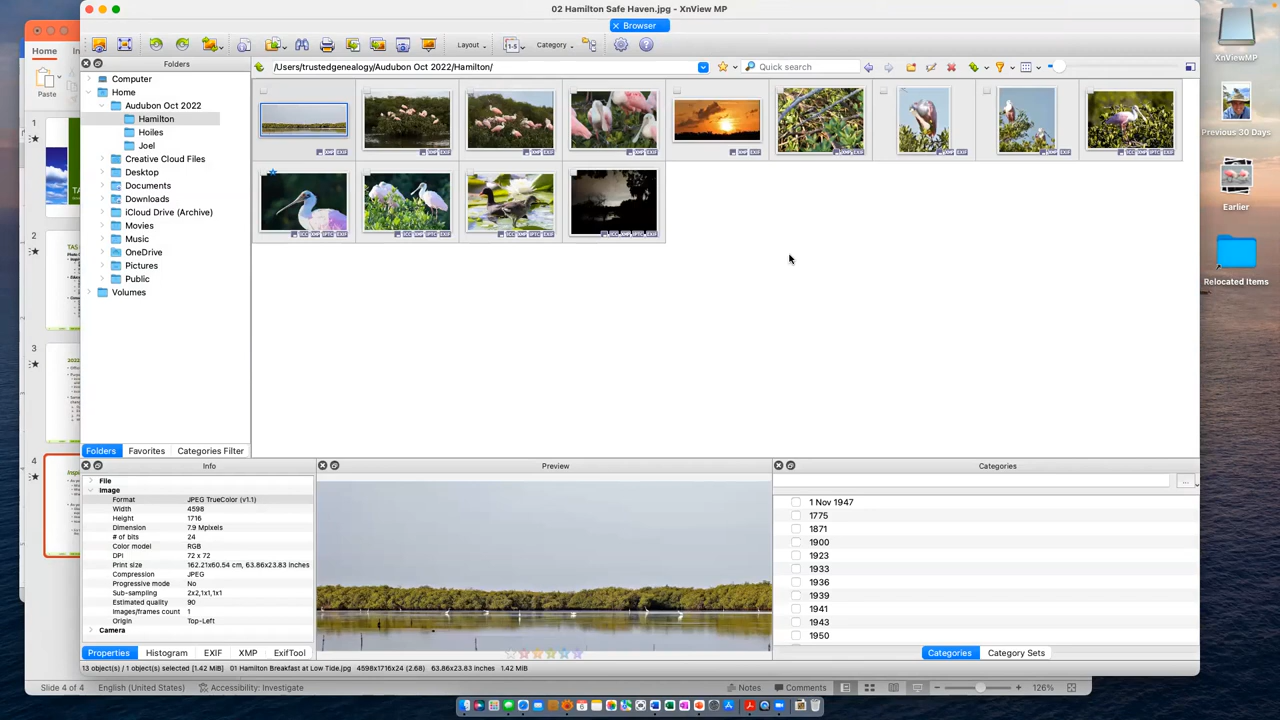 02 Hamilton Safe Haven.jpg - XnView MP
Browser
Home
Paste
Layout
Category
Folders
/Users/trustedgenealogy/Audubon Oct 2022/Hamilton/
Quick search
Computer
Home
Audubon Oct 2022
Hamilton
Hoiles
Joel
Creative Cloud Files
Desktop
Documents
Downloads
iCloud Drive (Archive)
Movies
Music
OneDrive
Pictures
Public
Volumes
XnViewMP
Previous 30 Days
Earlier
Relocated Items
1
2
3
4
Folders
Favorites
Categories Filter
Info
Preview
Categories
File
Image
Format JPEG TrueColor (v1.1)
Width 4598
Height 1716
Dimension 7.9 Mpixels
# of bits 24
Color model RGB
DPI 72 x 72
Print size 162.21x60.54 cm, 63.86x23.83 inches
Compression JPEG
Progressive mode No
Sub-sampling 2x2,1x1,1x1
Estimated quality 90
Images/frames count 1
Origin Top-Left
Camera
...
1 Nov 1947
1775
1871
1900
1923
1933
1936
1939
1941
1943
1950
Properties
Histogram
EXIF
XMP
ExifTool
Categories
Category Sets
13 object(s) / 1 object(s) selected [1.42 MiB] 01 Hamilton Breakfast at Low Tide.jpg 4598x1716x24 (2.68) 63.86x23.83 inches 1.42 MiB
Slide 4 of 4
English (United States)
Accessibility: Investigate
Notes
Comments
126%